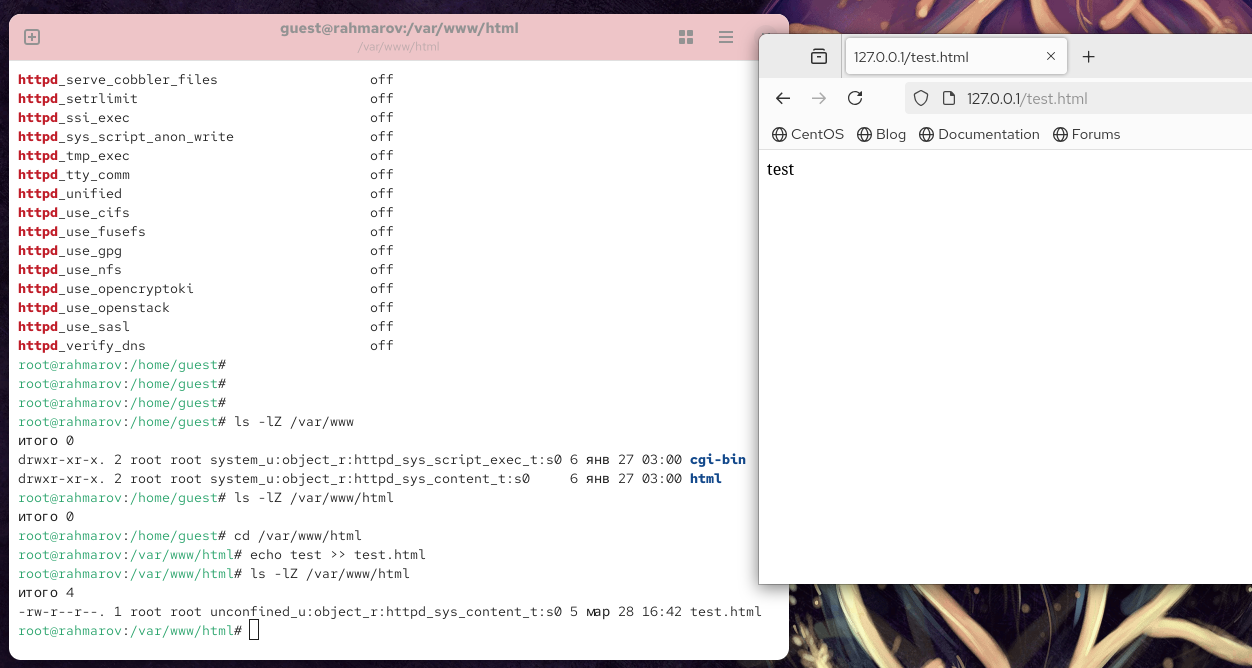 guest@rahmarov:/var/www/html
/var/www/html
httpd_serve_cobbler_files off
httpd_setrlimit off
httpd_ssi_exec off
httpd_sys_script_anon_write off
httpd_tmp_exec off
httpd_tty_comm off
httpd_unified off
httpd_use_cifs off
httpd_use_fusefs off
httpd_use_gpg off
httpd_use_nfs off
httpd_use_opencryptoki off
httpd_use_openstack off
httpd_use_sasl off
httpd_verify_dns off
root@rahmarov:/home/guest#
root@rahmarov:/home/guest#
root@rahmarov:/home/guest#
root@rahmarov:/home/guest# ls -lZ /var/www
итого 0
drwxr-xr-x. 2 root root system_u:object_r:httpd_sys_script_exec_t:s0 6 янв 27 03:00 cgi-bin
drwxr-xr-x. 2 root root system_u:object_r:httpd_sys_content_t:s0 6 янв 27 03:00 html
root@rahmarov:/home/guest# ls -lZ /var/www/html
итого 0
root@rahmarov:/home/guest# cd /var/www/html
root@rahmarov:/var/www/html# echo test >> test.html
root@rahmarov:/var/www/html# ls -lZ /var/www/html
итого 4
-rw-r--r--. 1 root root unconfined_u:object_r:httpd_sys_content_t:s0 5 мар 28 16:42 test.html
root@rahmarov:/var/www/html#
127.0.0.1/test.html
127.0.0.1/test.html
CentOS Blog Documentation Forums
test